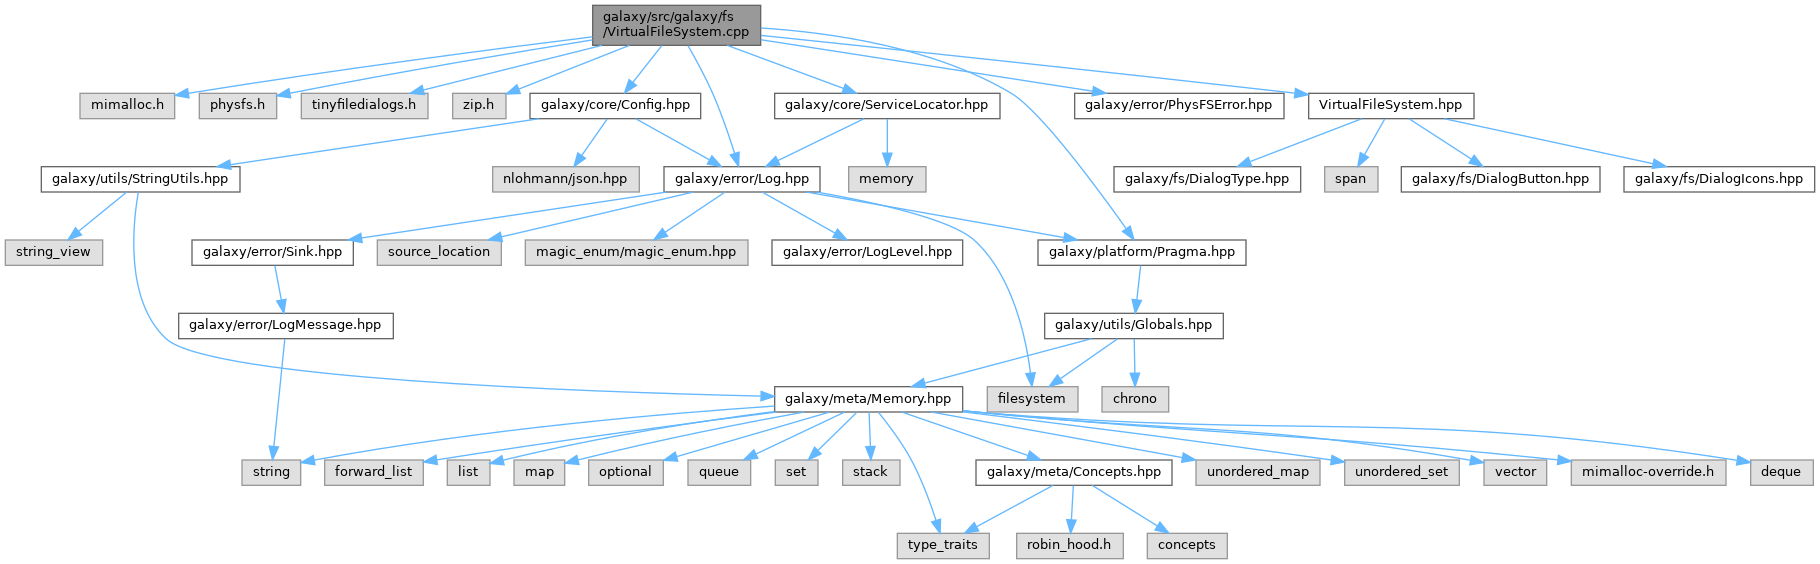 galaxy/src/galaxy/fs
/VirtualFileSystem.cpp
mimalloc.h
physfs.h
tinyfiledialogs.h
zip.h
galaxy/core/Config.hpp
galaxy/core/ServiceLocator.hpp
galaxy/error/PhysFSError.hpp
VirtualFileSystem.hpp
galaxy/utils/StringUtils.hpp
nlohmann/json.hpp
galaxy/error/Log.hpp
memory
galaxy/fs/DialogType.hpp
span
galaxy/fs/DialogButton.hpp
galaxy/fs/DialogIcons.hpp
string_view
galaxy/error/Sink.hpp
source_location
magic_enum/magic_enum.hpp
galaxy/error/LogLevel.hpp
galaxy/platform/Pragma.hpp
galaxy/error/LogMessage.hpp
galaxy/utils/Globals.hpp
galaxy/meta/Memory.hpp
filesystem
chrono
string
forward_list
list
map
optional
queue
set
stack
galaxy/meta/Concepts.hpp
unordered_map
unordered_set
vector
mimalloc-override.h
deque
type_traits
robin_hood.h
concepts